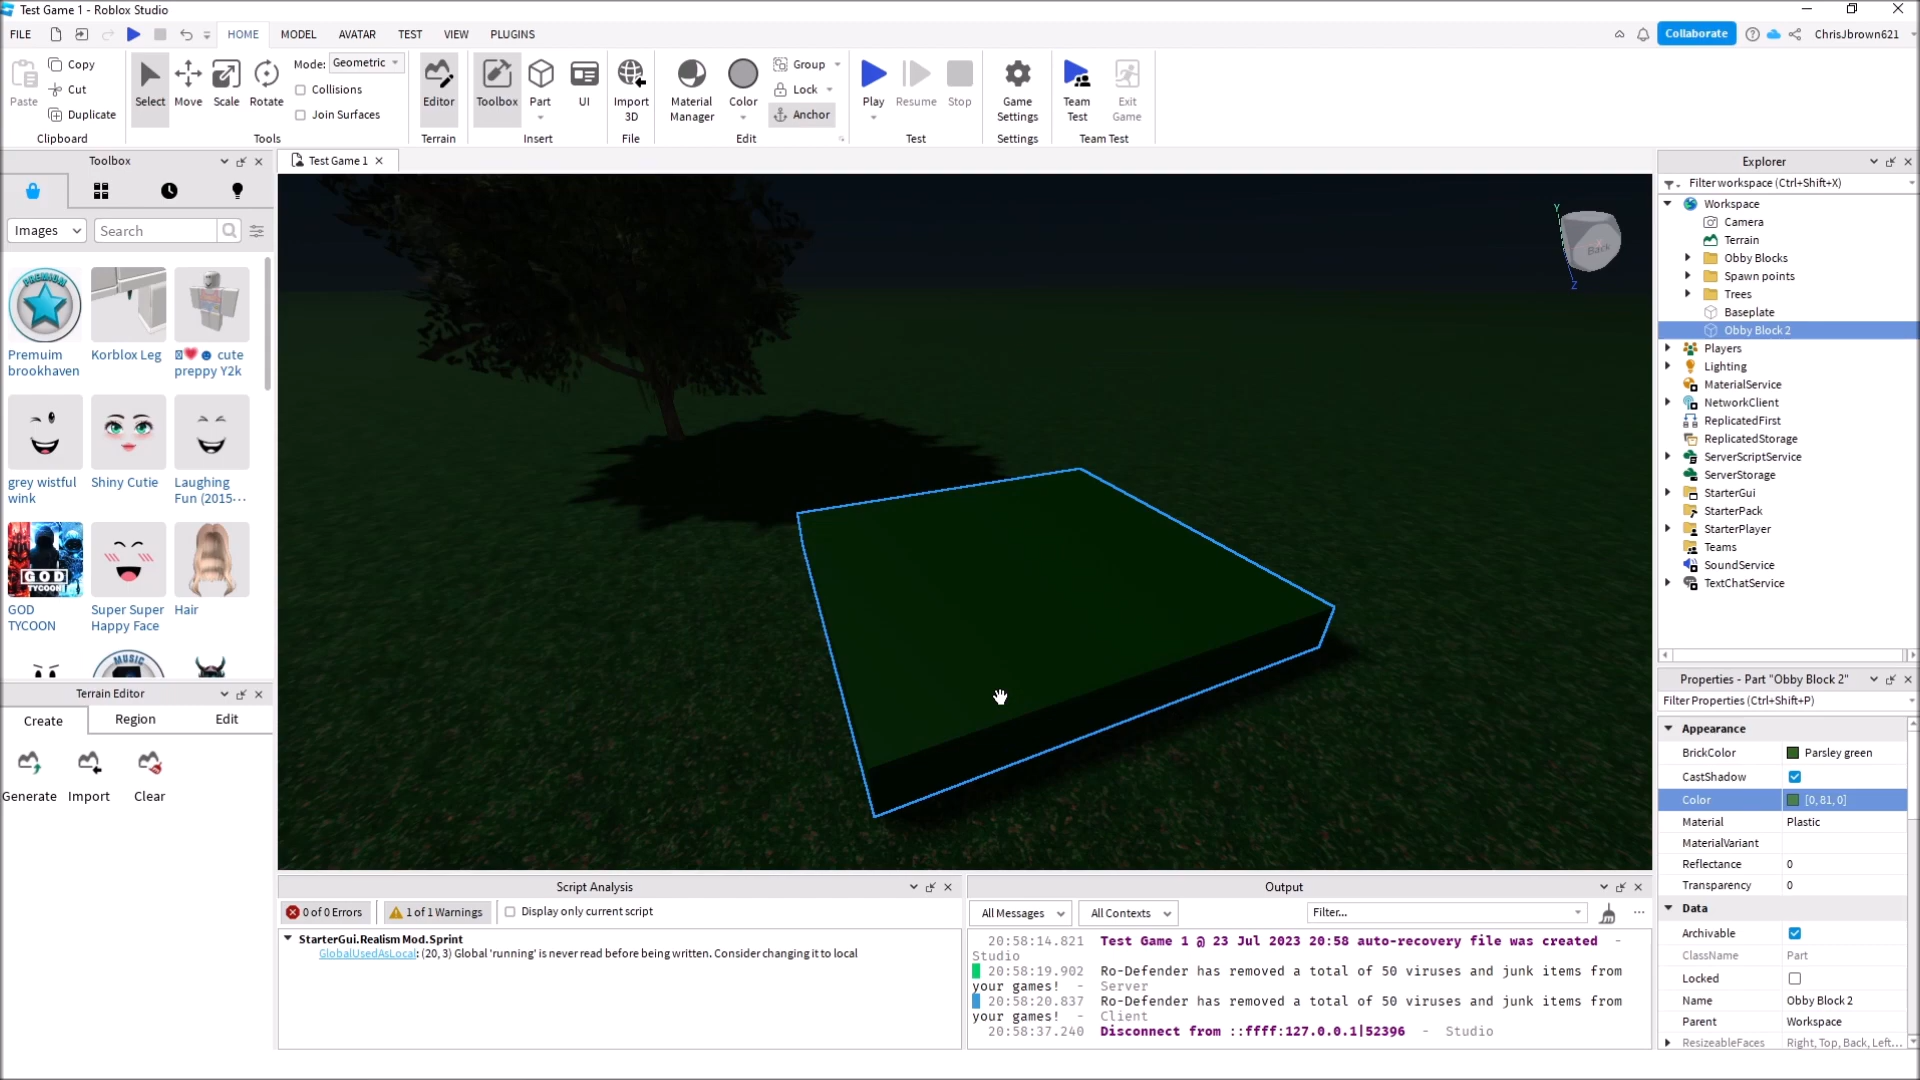 Test Game 1 - Roblox Studio
FILE HOME MODEL AVATAR TEST VIEW PLUGINS Collaborate ChrisJbrown621
Paste Copy Cut Duplicate
Clipboard
Select Move Scale Rotate Mode: Geometric
Collisions
Join Surfaces
Tools
Editor
Terrain
Toolbox Part UI
Insert
Import 3D
File
Material Manager Color Group Lock Anchor
Edit
Play Resume Stop
Test
Game Settings
Settings
Team Test Exit Game
Team Test
Toolbox
Images Search
Premuim brookhaven
Korblox Leg
cute preppy Y2k
grey wistful wink
Shiny Cutie
Laughing Fun (2015-...
GOD TYCOON
GOD TYCOON
Super Super Happy Face
Hair
PREMIUM
MUSIC
Terrain Editor
Create Region Edit
Generate Import Clear
Test Game 1
Y
Back
Z
Script Analysis
0 of 0 Errors 1 of 1 Warnings Display only current script
StarterGui.Realism Mod.Sprint
GlobalUsedAsLocal: (20, 3) Global 'running' is never read before being written. Consider changing it to local
Output
All Messages All Contexts Filter... ...
20:58:14.821 Test Game 1 @ 23 Jul 2023 20:58 auto-recovery file was created -
Studio
20:58:19.902 Ro-Defender has removed a total of 50 viruses and junk items from
your games! - Server
20:58:20.837 Ro-Defender has removed a total of 50 viruses and junk items from
your games! - Client
20:58:37.240 Disconnect from ::ffff:127.0.0.1|52396 - Studio
Explorer
Filter workspace (Ctrl+Shift+X)
Workspace
Camera
Terrain
Obby Blocks
Spawn points
Trees
Baseplate
Obby Block 2
Players
Lighting
MaterialService
NetworkClient
ReplicatedFirst
ReplicatedStorage
ServerScriptService
ServerStorage
StarterGui
StarterPack
StarterPlayer
Teams
SoundService
TextChatService
Properties - Part "Obby Block 2"
Filter Properties (Ctrl+Shift+P)
Appearance
BrickColor Parsley green
CastShadow
Color [0, 81, 0]
Material Plastic
MaterialVariant
Reflectance 0
Transparency 0
Data
Archivable
ClassName Part
Locked
Name Obby Block 2
Parent Workspace
ResizeableFaces Right, Top, Back, Left...